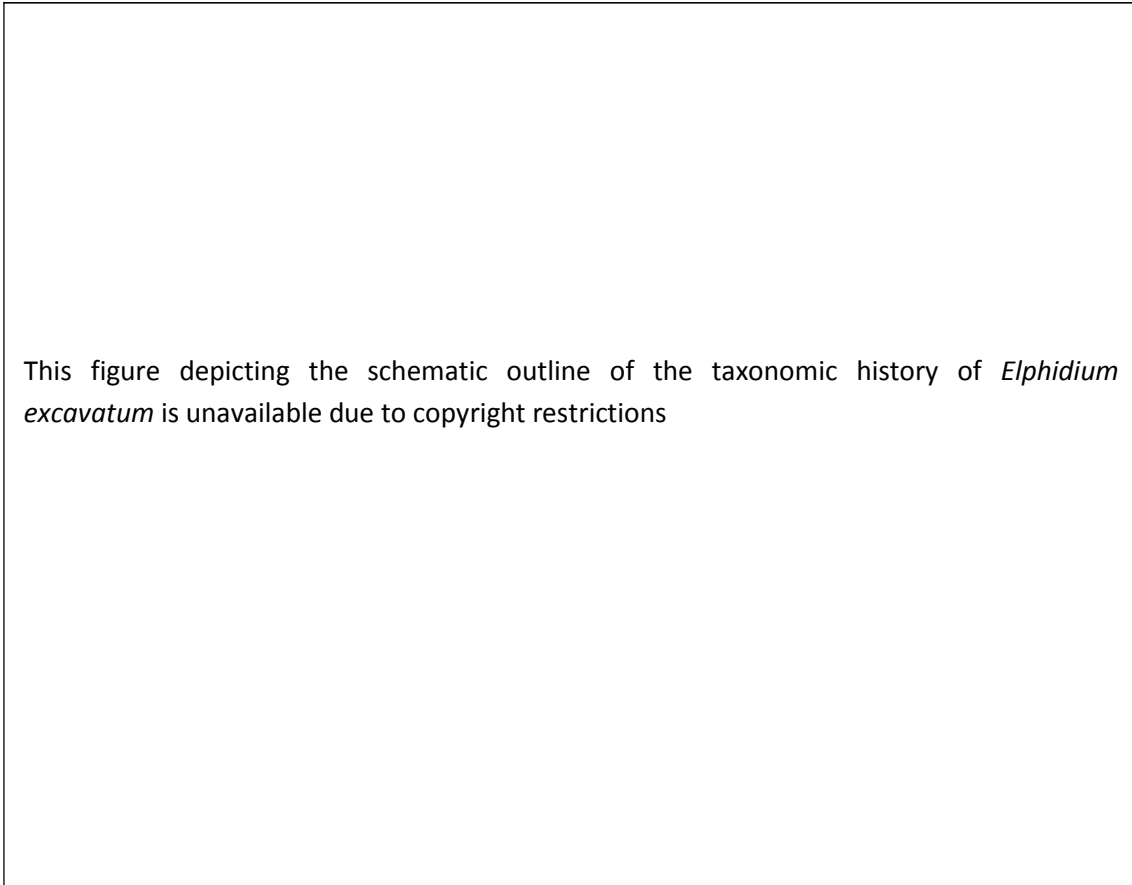 This figure depicting the schematic outline of the taxonomic history of Elphidium
excavatum is unavailable due to copyright restrictions